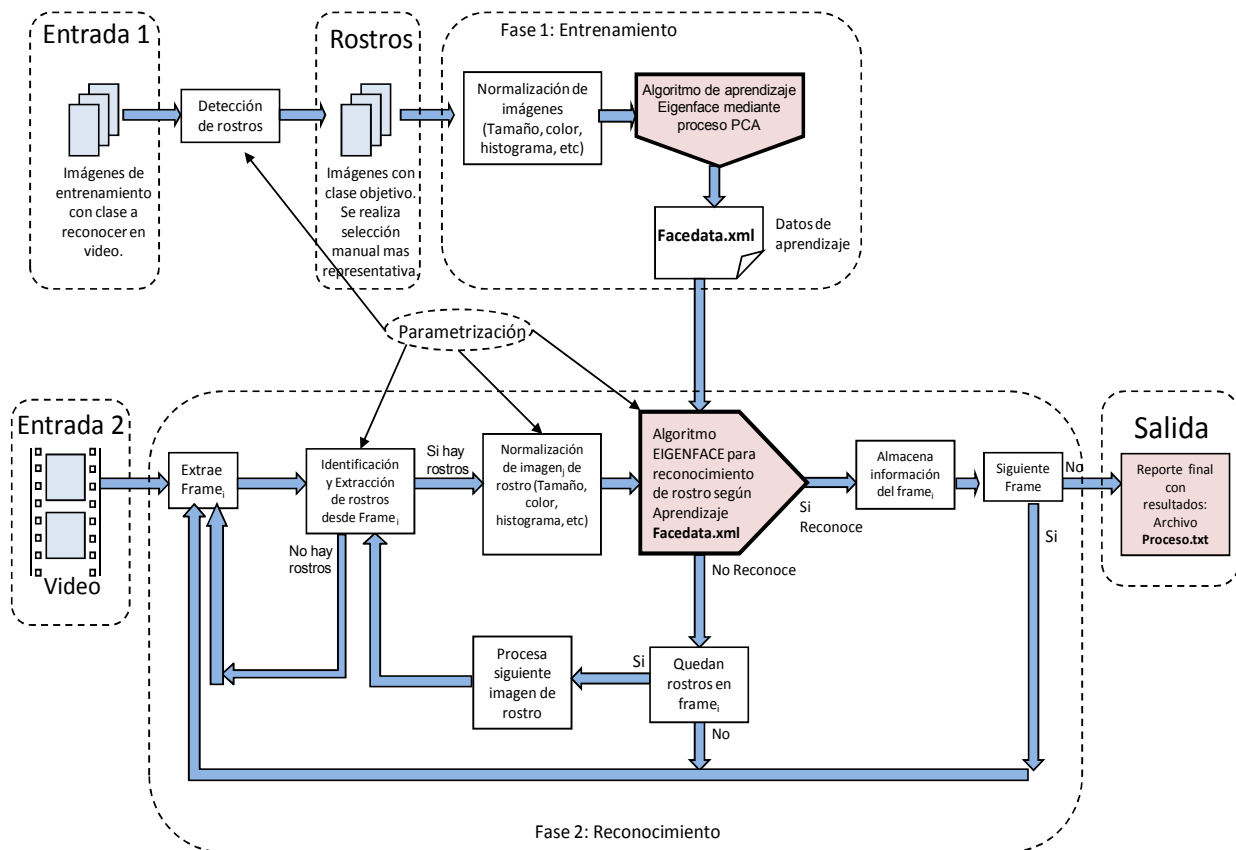 Entrada 1
Imágenes de
entrenamiento
con clase a
reconocer en
video.
Detección
de rostros
Rostros
Imágenes con
clase objetivo.
Se realiza
selección
manual mas
representativa.
Fase 1: Entrenamiento
Normalización de
imágenes
(Tamaño, color,
histograma, etc)
Algoritmo de aprendizaje
Eigenface mediante
proceso PCA
Facedata.xml
Datos de
aprendizaje
Parametrización
Entrada 2
Video
Extrae
Frameᵢ
Identificación
y Extracción
de rostros
desde Frameᵢ
Si hay
rostros
No hay
rostros
Normalización
de imagenⱼ de
rostro (Tamaño,
color,
histograma, etc)
Algoritmo
EIGENFACE para
reconocimiento
de rostro según
Aprendizaje
Facedata.xml
Si
Reconoce
No Reconoce
Almacena
información
del frameᵢ
Siguiente
Frame
No
Si
Salida
Reporte final
con
resultados:
Archivo
Proceso.txt
Procesa
siguiente
imagen de
rostro
Si
Quedan
rostros en
frameᵢ
No
Fase 2: Reconocimiento